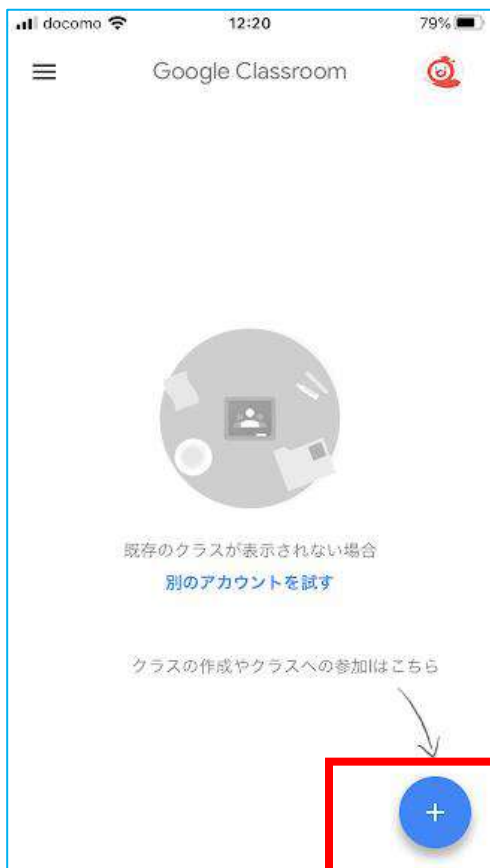 docomo 12:20 79%
Google Classroom
既存のクラスが表示されない場合
別のアカウントを試す
クラスの作成やクラスへの参加はこちら
+